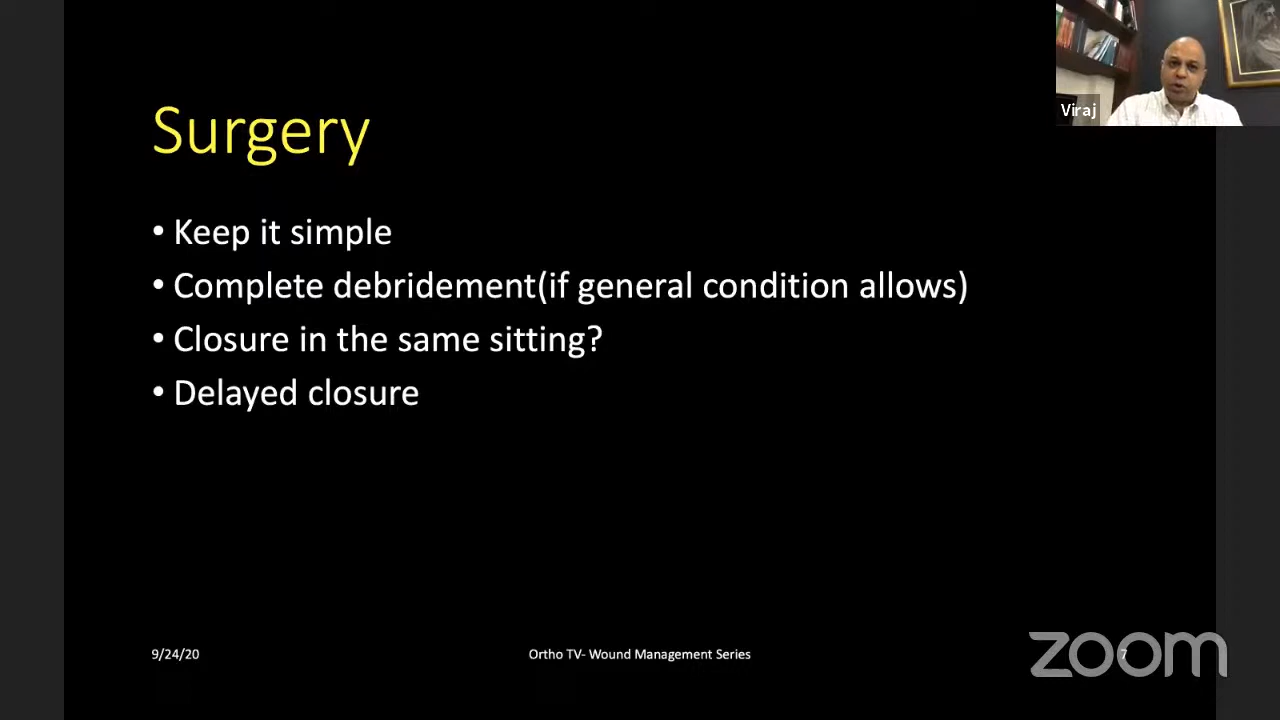 Viraj
Surgery
• Keep it simple
• Complete debridement(if general condition allows)
• Closure in the same sitting?
• Delayed closure
9/24/20
Ortho TV- Wound Management Series
7
zoom